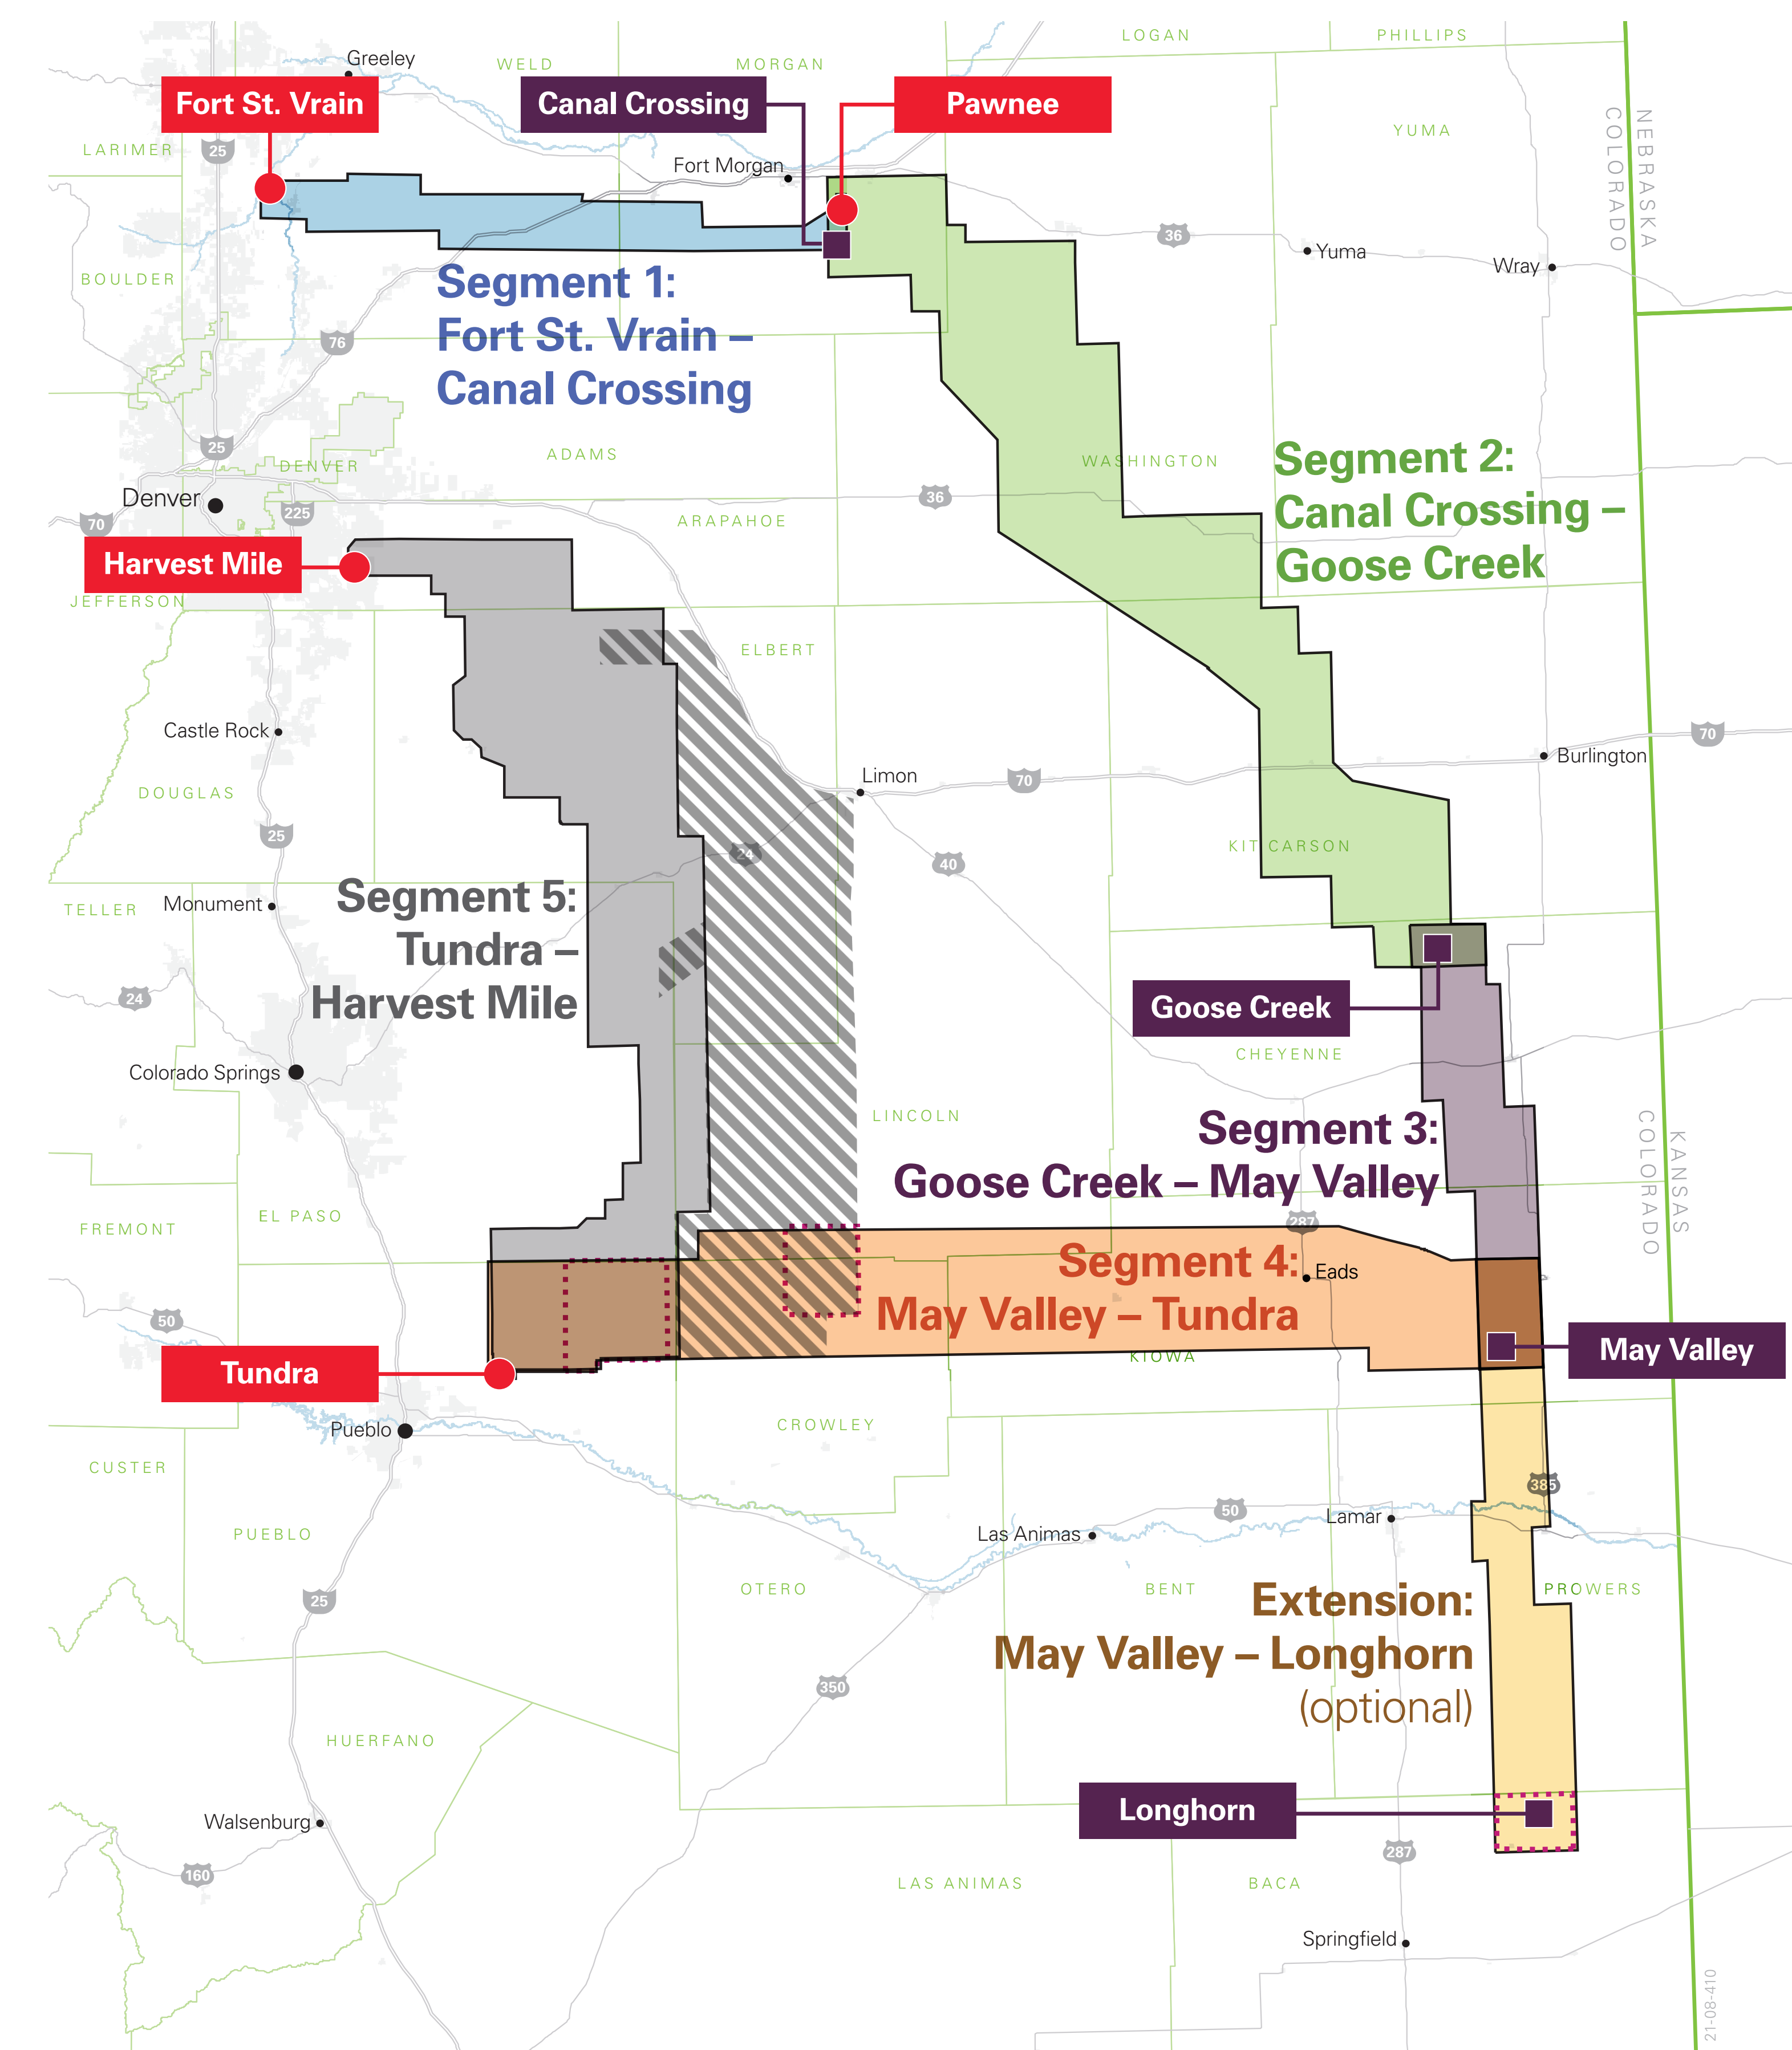 Greeley
WELD
MORGAN
LOGAN
PHILLIPS
Fort St. Vrain
Canal Crossing
Pawnee
NEBRASKA
COLORADO
YUMA
LARIMER
25
Fort Morgan
36
Yuma
Wray
BOULDER
Segment 1:
Fort St. Vrain –
Canal Crossing
76
25
DENVER
ADAMS
WASHINGTON
Segment 2:
Canal Crossing –
Goose Creek
Denver
70
225
36
ARAPAHOE
Harvest Mile
JEFFERSON
ELBERT
Castle Rock
70
Burlington
Limon
70
DOUGLAS
25
24
40
KIT CARSON
Segment 5:
Tundra –
Harvest Mile
TELLER
Monument
24
Goose Creek
CHEYENNE
Colorado Springs
LINCOLN
Segment 3:
Goose Creek – May Valley
KANSAS
COLORADO
FREMONT
EL PASO
287
Segment 4:
May Valley – Tundra
Eads
50
KIOWA
May Valley
Tundra
Pueblo
CROWLEY
CUSTER
385
PUEBLO
50
Lamar
Las Animas
25
OTERO
BENT
PROWERS
Extension:
May Valley – Longhorn
(optional)
350
HUERFANO
Longhorn
Walsenburg
287
160
LAS ANIMAS
BACA
Springfield
21-08-410